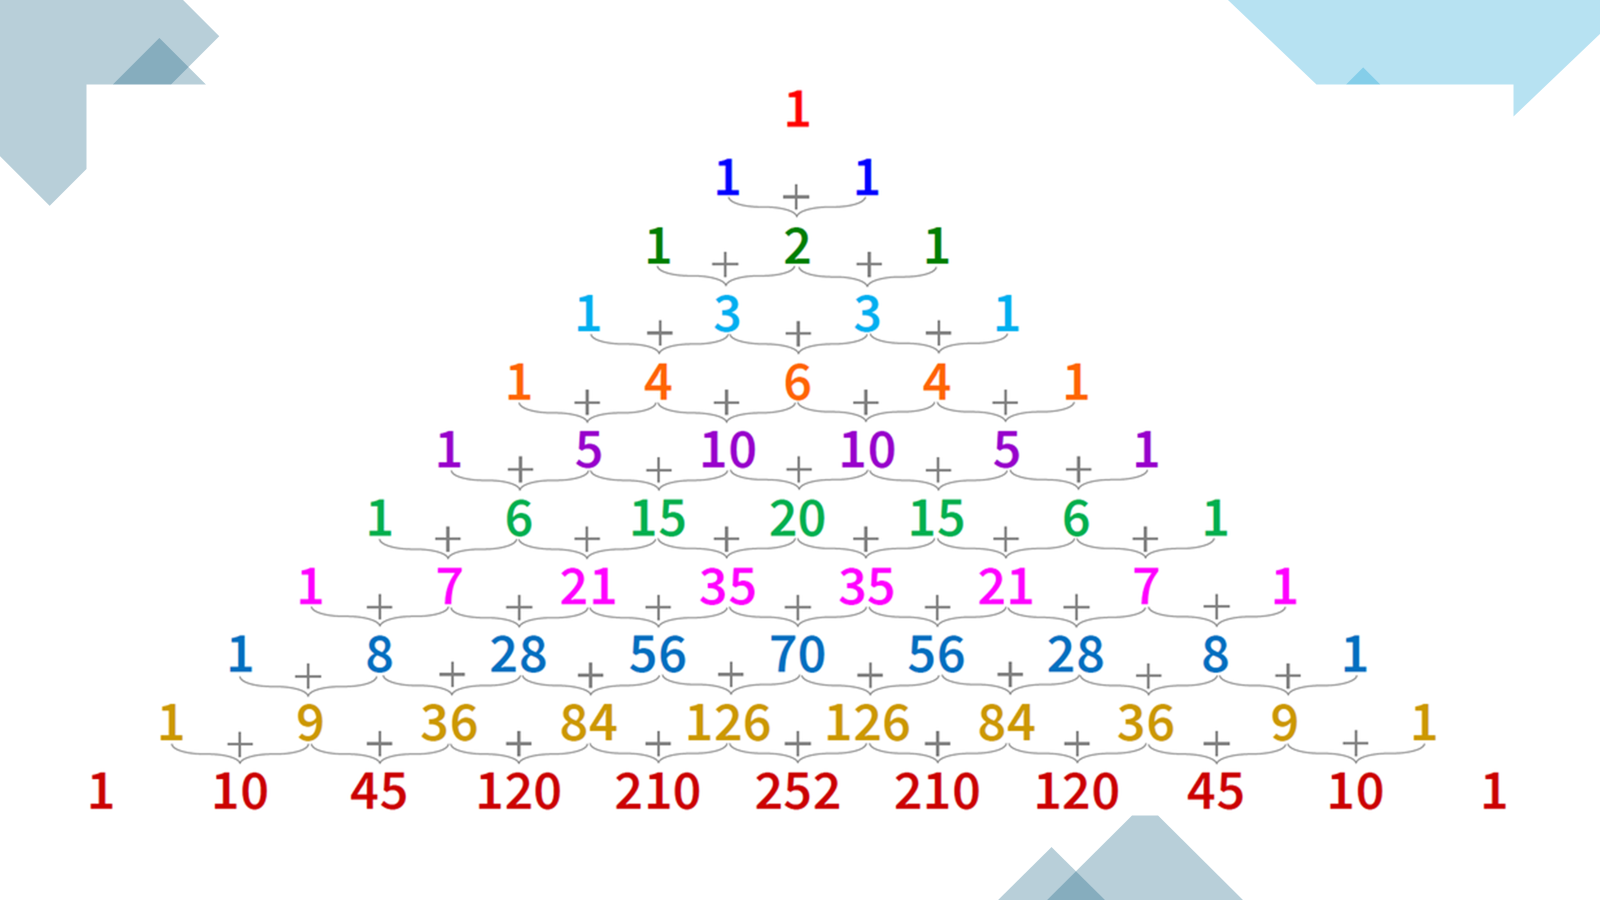 1
1 + 1
1 + 2 + 1
1 + 3 + 3 + 1
1 + 4 + 6 + 4 + 1
1 + 5 + 10 + 10 + 5 + 1
1 + 6 + 15 + 20 + 15 + 6 + 1
1 + 7 + 21 + 35 + 35 + 21 + 7 + 1
1 + 8 + 28 + 56 + 70 + 56 + 28 + 8 + 1
1 + 9 + 36 + 84 + 126 + 126 + 84 + 36 + 9 + 1
1 10 45 120 210 252 210 120 45 10 1